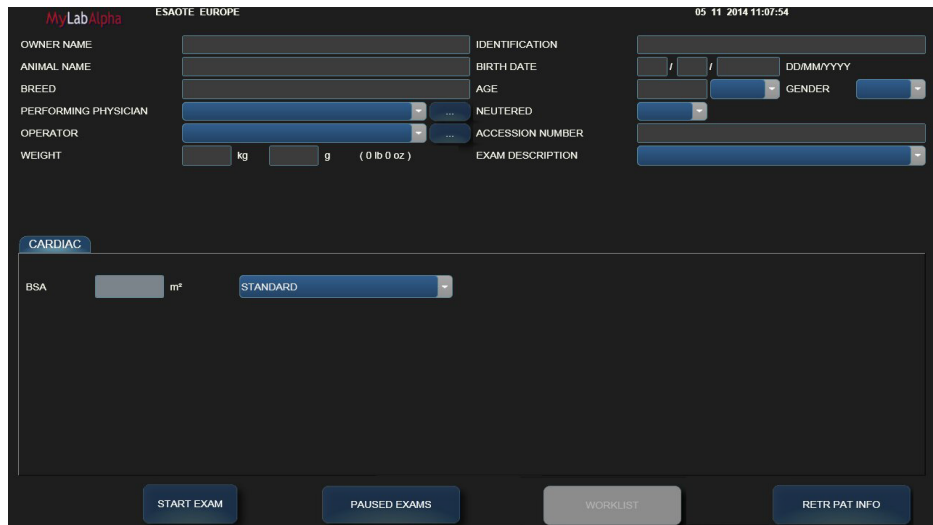 MyLabAlpha ESAOTE EUROPE 05 11 2014 11:07:54
OWNER NAME IDENTIFICATION
ANIMAL NAME BIRTH DATE / / DD/MM/YYYY
BREED AGE GENDER
PERFORMING PHYSICIAN ... NEUTERED
OPERATOR ... ACCESSION NUMBER
WEIGHT kg g ( 0 lb 0 oz ) EXAM DESCRIPTION
CARDIAC
BSA m² STANDARD
START EXAM PAUSED EXAMS WORKLIST RETR PAT INFO